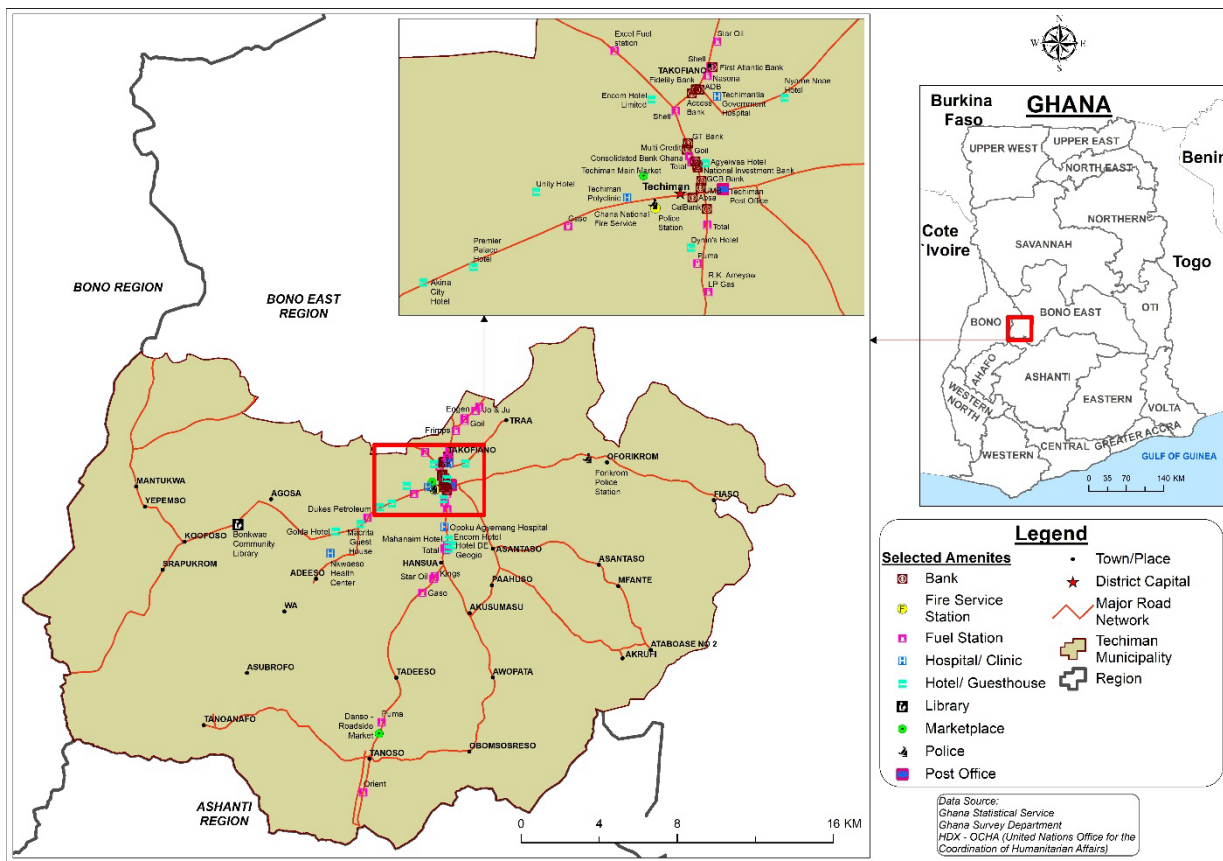 Excel Fuel
station
Star Oil
Shell
TAKOFIANO
First Atlantic Bank
Fidelity Bank
Nasona
ADB
Encom Hotel
Limited
Access
Bank
Techimantia
Government
Hospital
Hotel
Shell
GT Bank
Multi Credit
Goil
Consolidated Bank Ghana
Total
Agyeiwas Hotel
Techiman Main Market
National Investment Bank
GCB Bank
Unity Hotel
Techiman
Polyclinic
Techiman
Absa
Techiman
Post Office
Ghana National
Fire Service
Police
Station
CalBank
Total
Gaso
Premier
Palace
Hotel
Puma
Akina
City
Hotel
R.K. Ameyaw
LP Gas
N
W
E
S
GHANA
Burkina
Faso
Benin
Cote
Ivoire
Togo
UPPER WEST
UPPER EAST
NORTH EAST
NORTHERN
SAVANNAH
BONO
BONO EAST
OTI
AHAFO
ASHANTI
WESTERN
NORTH
EASTERN
VOLTA
CENTRAL
GREATER ACCRA
WESTERN
GULF OF GUINEA
0 35 70 140 KM
BONO REGION
BONO EAST
REGION
ASHANTI
REGION
Engen
Jo & Ju
Goil
Frimps
TRAA
TAKOFIANO
OFORIKROM
Forikrom
Police
Station
FIASO
MANTUKWA
YEPEMSO
AGOSA
Dukes Petroleum
KOOFOSO
Bonkwae
Community
Library
Golda Hotel
Makrita
Guest
House
Opoku Agyemang Hospital
Mahanaim Hotel
Encom Hotel
Total
Hotel DE
Geogio
ASANTASO
ASANTASO
SRAPUKROM
ADEESO
Nkwaeso
Health
Center
HANSUA
Star Oil
Kings
Gaso
PAAHUSO
MFANTE
WA
AKUSUMASU
ATABOASE NO 2
AKRUFI
ASUBROFO
TADEESO
AWOPATA
TANOANAFO
Danso -
Roadside
Market
Puma
TANOSO
OBOMSOSRESO
Orient
0 4 8 16 KM
Legend
Selected Amenites
Bank
Fire Service
Station
Fuel Station
Hospital/ Clinic
Hotel/ Guesthouse
Library
Marketplace
Police
Post Office
Town/Place
District Capital
Major Road
Network
Techiman
Municipality
Region
Data Source:
Ghana Statistical Service
Ghana Survey Department
HDX - OCHA (United Nations Office for the
Coordination of Humanitarian Affairs)